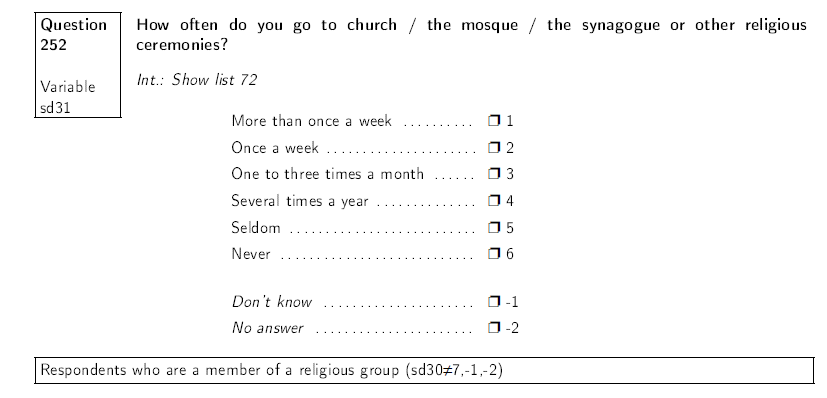 Question 252
Variable sd31
How often do you go to church / the mosque / the synagogue or other religious
ceremonies?
Int.: Show list 72
More than once a week .......... ❒ 1
Once a week ..................... ❒ 2
One to three times a month ...... ❒ 3
Several times a year .............. ❒ 4
Seldom .......................... ❒ 5
Never ........................... ❒ 6
Don't know ..................... ❒ -1
No answer ...................... ❒ -2
Respondents who are a member of a religious group (sd30≠7,-1,-2)